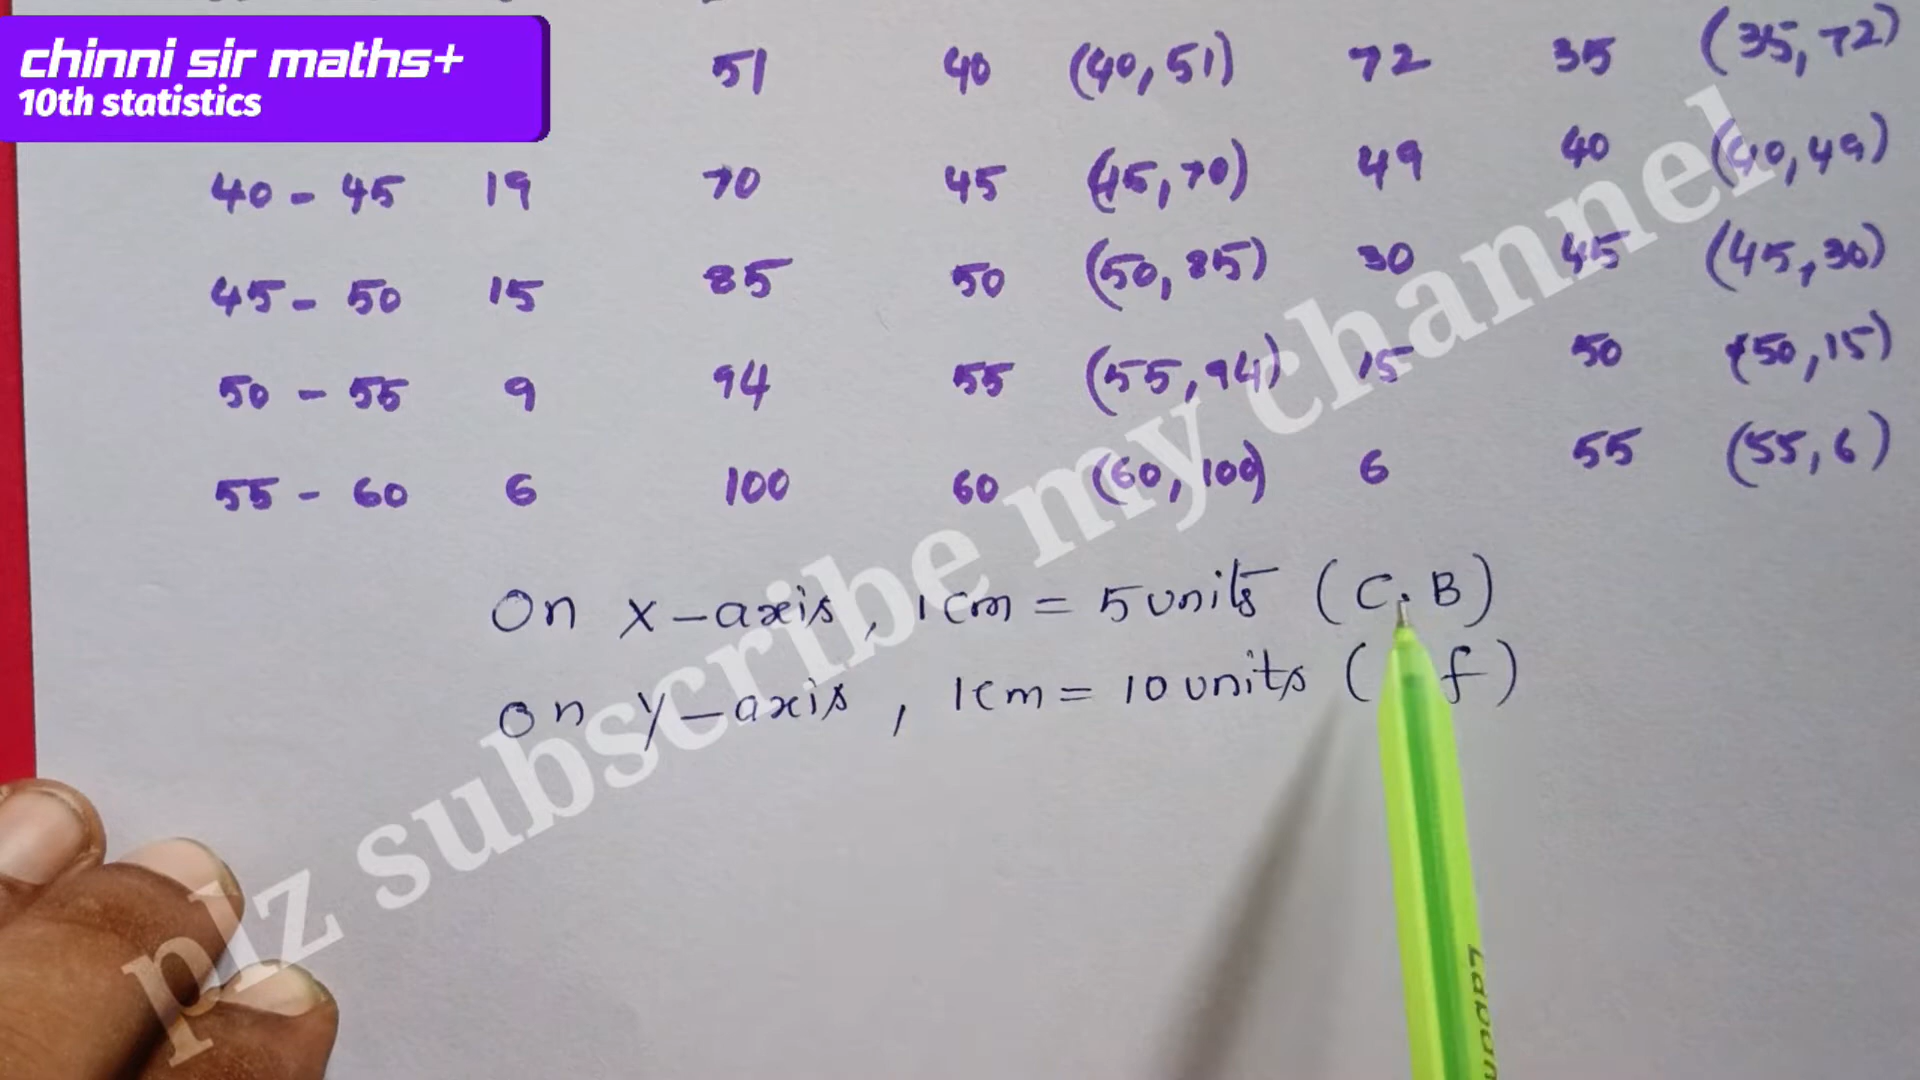 chinni sir maths+
10th statistics
51 40 (40,51) 72 35 (35,72)
40 - 45 19 70 45 (45,70) 49 40 (40,49)
45 - 50 15 85 50 (50,85) 30 45 (45,30)
50 - 55 9 94 55 (55,94) 15 50 (50,15)
55 - 60 6 100 60 (60,100) 6 55 (55,6)
On x-axis, 1cm = 5 units (C.B)
On y-axis, 1cm = 10 units ( f)
plz subscribe my channel